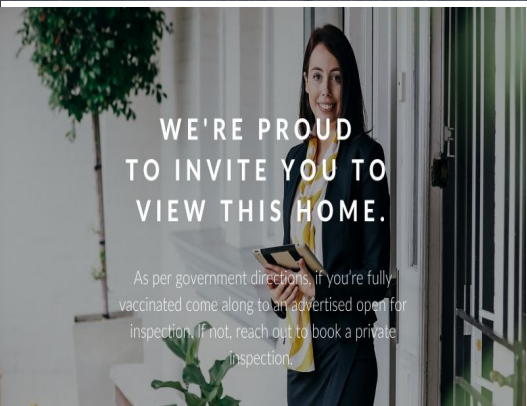 WE'RE PROUD
TO INVITE YOU TO
VIEW THIS HOME.
As per government directions, if you're fully
vaccinated come along to an advertised open for
inspection. If not, reach out to book a private
inspection.